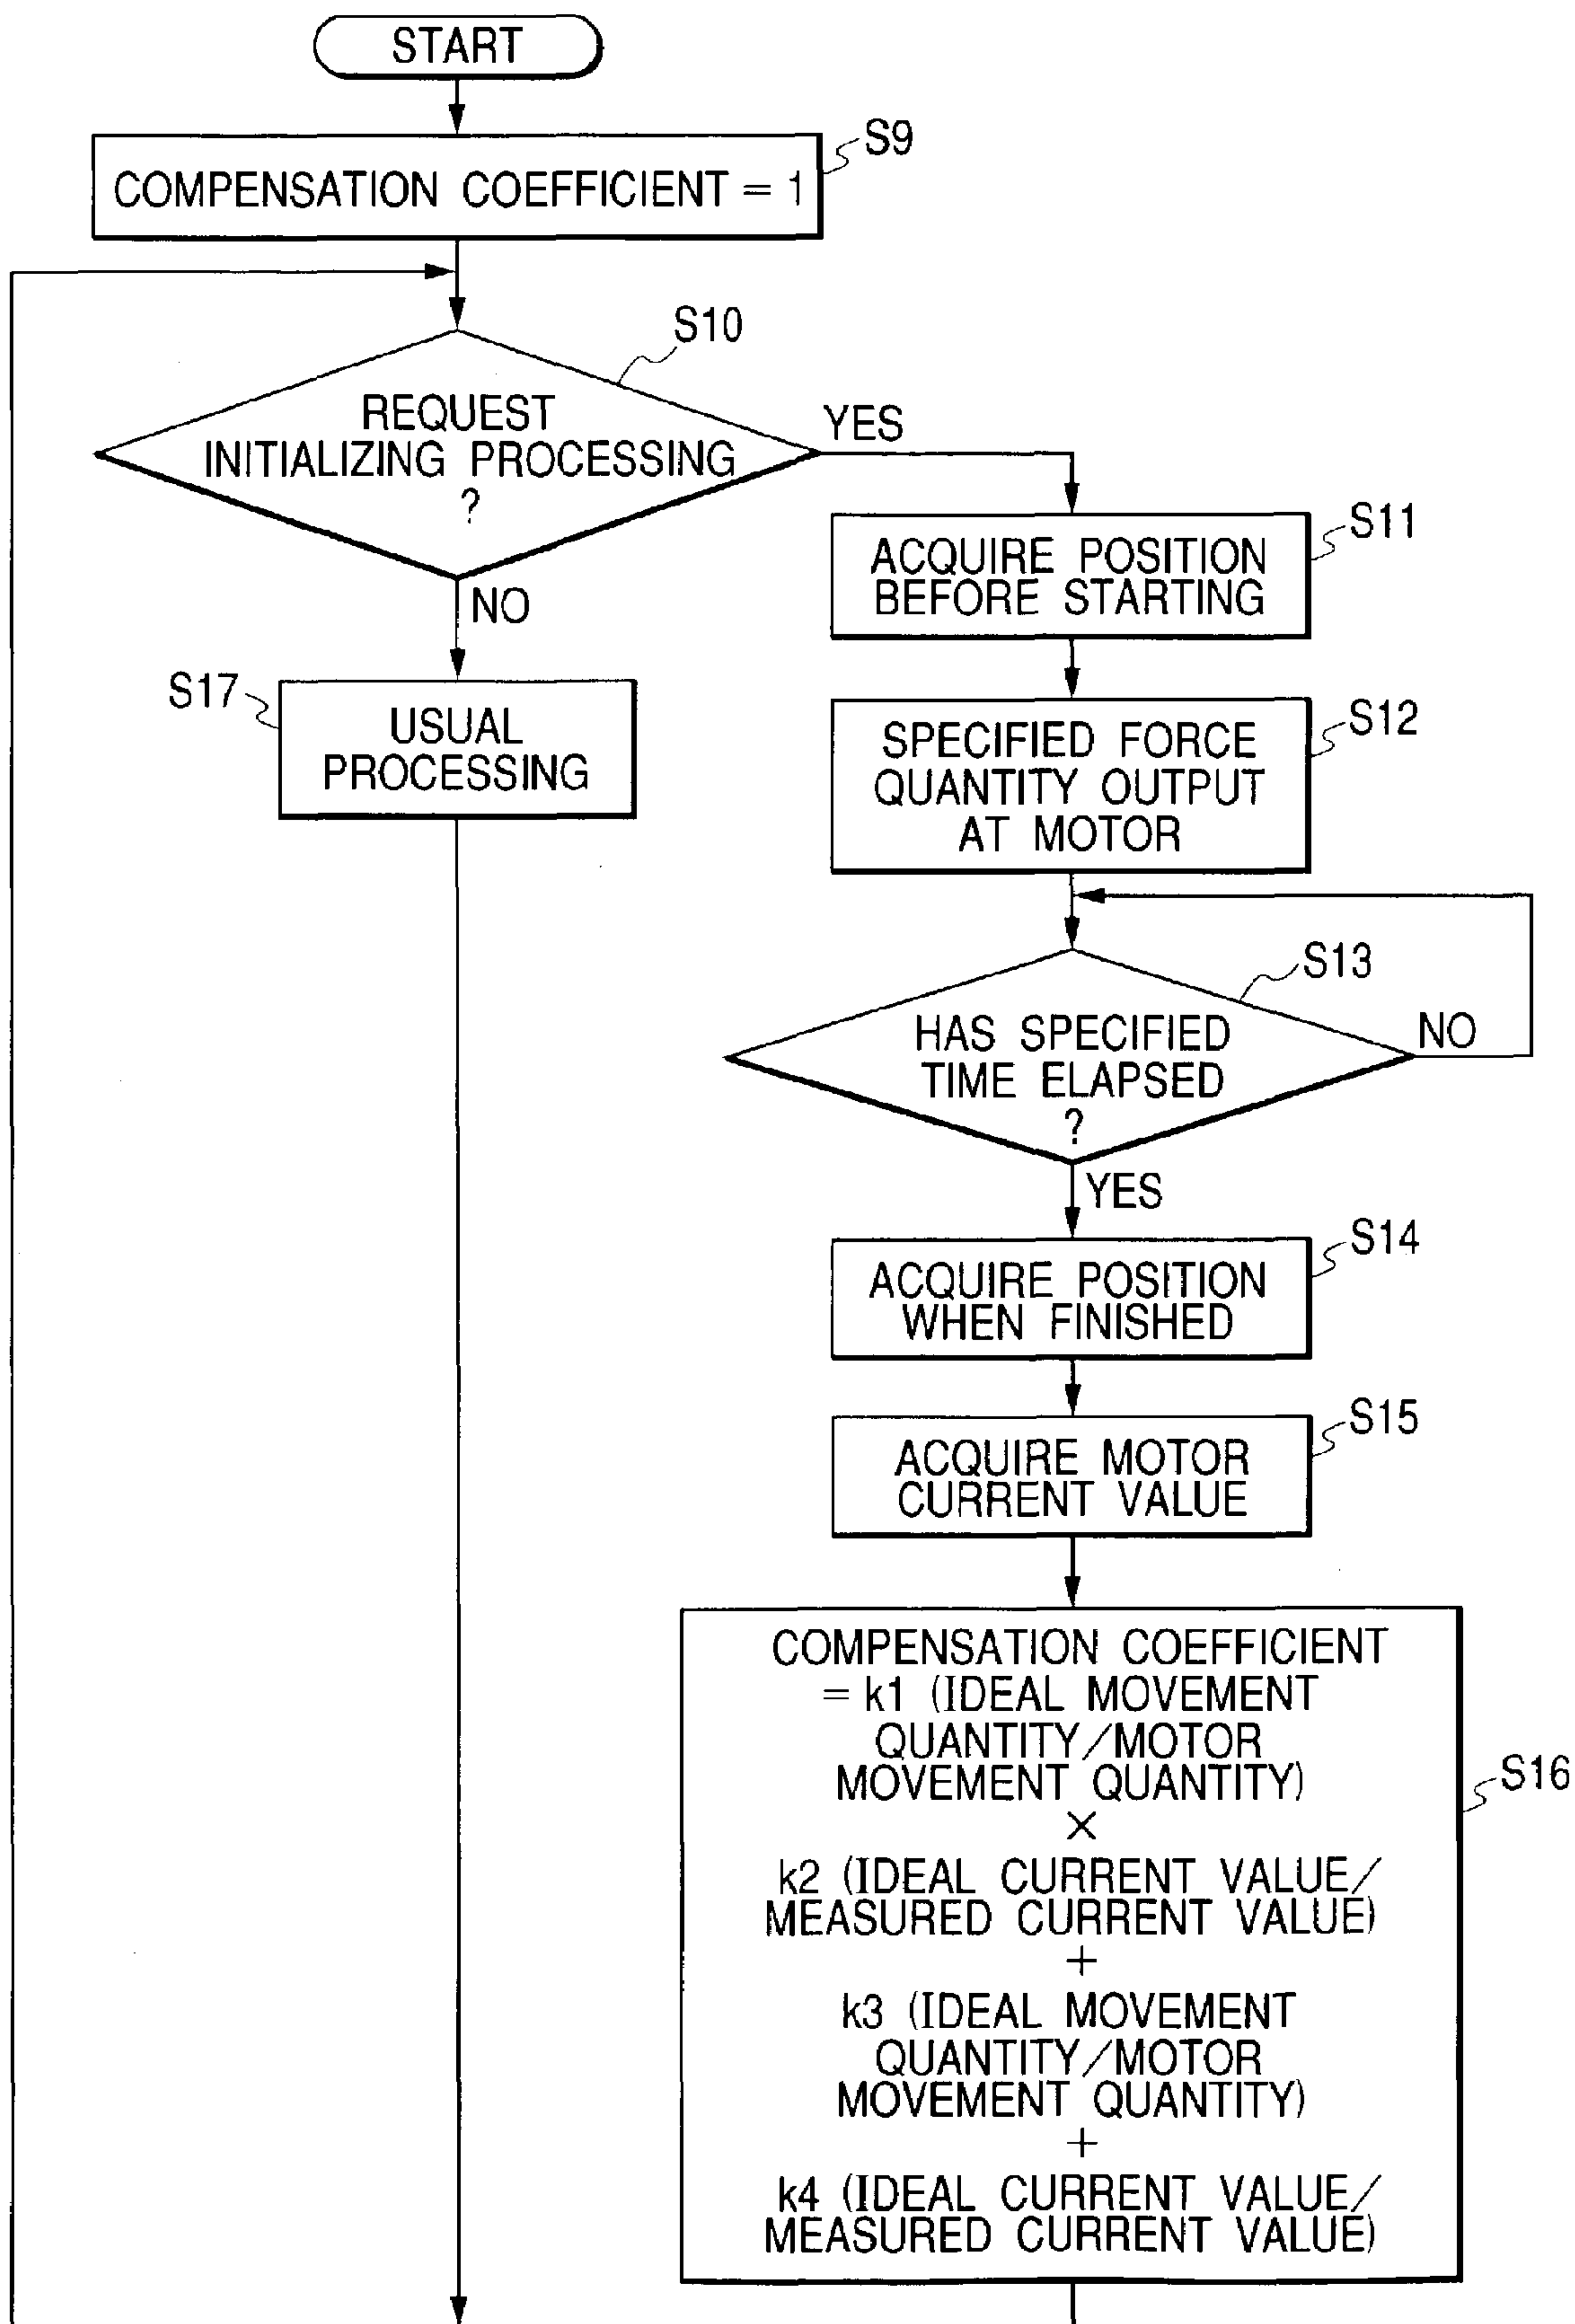 START
S9
COMPENSATION COEFFICIENT = 1
S10
REQUEST
INITIALIZING PROCESSING
?
YES
NO
S11
ACQUIRE POSITION
BEFORE STARTING
S17
USUAL
PROCESSING
S12
SPECIFIED FORCE
QUANTITY OUTPUT
AT MOTOR
S13
HAS SPECIFIED
TIME ELAPSED
?
NO
YES
S14
ACQUIRE POSITION
WHEN FINISHED
S15
ACQUIRE MOTOR
CURRENT VALUE
S16
COMPENSATION COEFFICIENT
= k1 (IDEAL MOVEMENT
QUANTITY/MOTOR
MOVEMENT QUANTITY)
×
k2 (IDEAL CURRENT VALUE/
MEASURED CURRENT VALUE)
+
k3 (IDEAL MOVEMENT
QUANTITY/MOTOR
MOVEMENT QUANTITY)
+
k4 (IDEAL CURRENT VALUE/
MEASURED CURRENT VALUE)